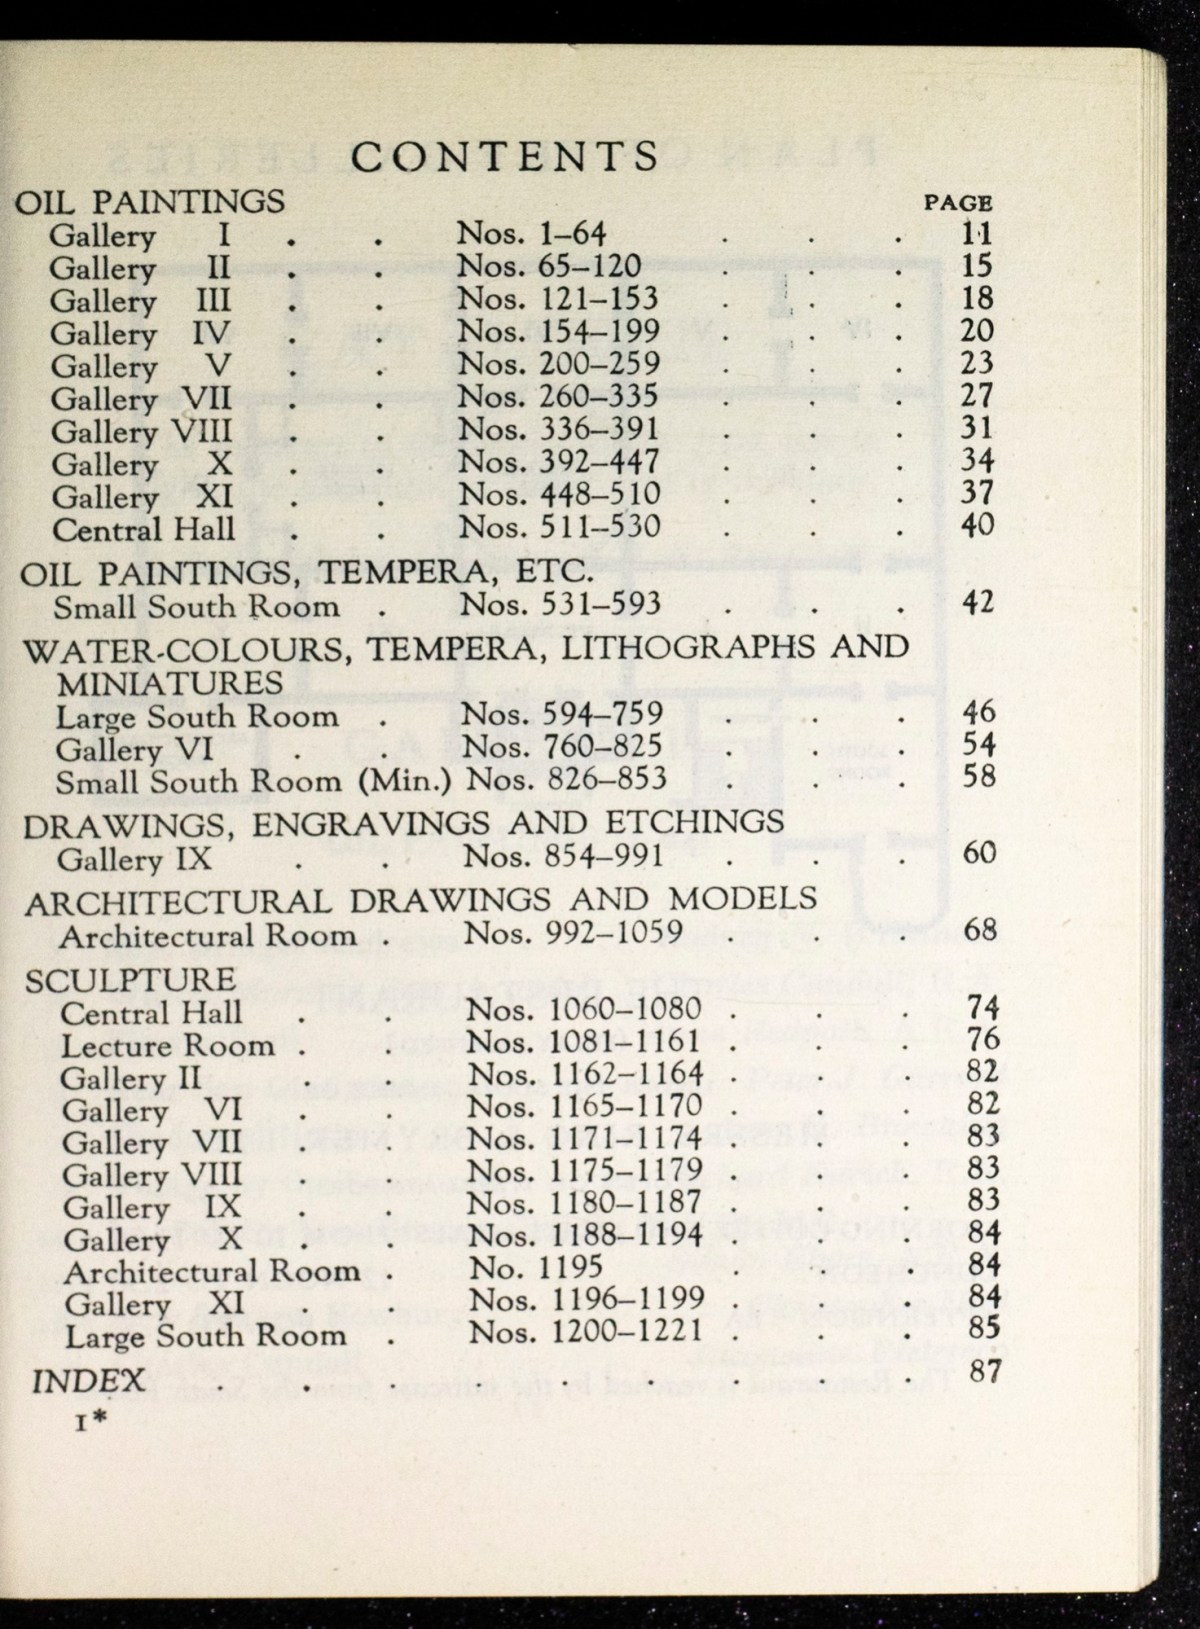 CONTENTS
OIL PAINTINGS PAGE
Gallery I . . Nos. 1–64 . . . 11
Gallery II . . Nos. 65–120 . . . 15
Gallery III . . Nos. 121–153 . . . 18
Gallery IV . . Nos. 154–199 . . . 20
Gallery V . . Nos. 200–259 . . . 23
Gallery VII . . Nos. 260–335 . . . 27
Gallery VIII . . Nos. 336–391 . . . 31
Gallery X . . Nos. 392–447 . . . 34
Gallery XI . . Nos. 448–510 . . . 37
Central Hall . . Nos. 511–530 . . . 40
OIL PAINTINGS, TEMPERA, ETC.
Small South Room . Nos. 531–593 . . . 42
WATER-COLOURS, TEMPERA, LITHOGRAPHS AND
MINIATURES
Large South Room . Nos. 594–759 . . . 46
Gallery VI . . Nos. 760–825 . . . 54
Small South Room (Min.) Nos. 826–853 . . . 58
DRAWINGS, ENGRAVINGS AND ETCHINGS
Gallery IX . . Nos. 854–991 . . . 60
ARCHITECTURAL DRAWINGS AND MODELS
Architectural Room . Nos. 992–1059 . . . 68
SCULPTURE
Central Hall . . Nos. 1060–1080 . . . 74
Lecture Room . . Nos. 1081–1161 . . . 76
Gallery II . . Nos. 1162–1164 . . . 82
Gallery VI . . Nos. 1165–1170 . . . 82
Gallery VII . . Nos. 1171–1174 . . . 83
Gallery VIII . . Nos. 1175–1179 . . . 83
Gallery IX . . Nos. 1180–1187 . . . 83
Gallery X . . Nos. 1188–1194 . . . 84
Architectural Room . No. 1195 . . . 84
Gallery XI . . Nos. 1196–1199 . . . 84
Large South Room . Nos. 1200–1221 . . . 85
INDEX . . . . . . . . . 87
I*